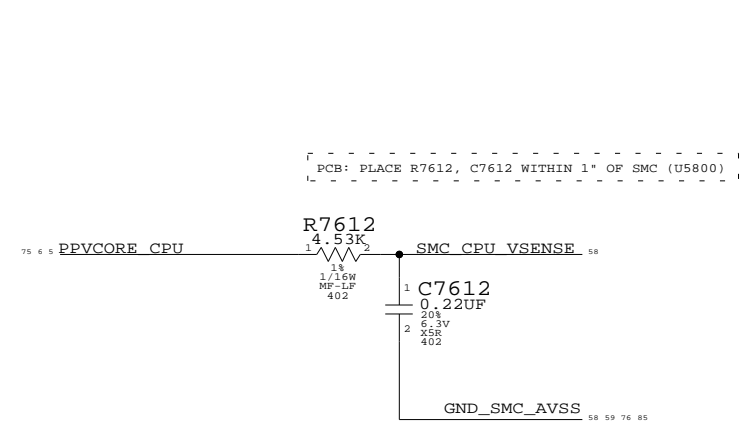 PCB: PLACE R7612, C7612 WITHIN 1" OF SMC (U5800)
R7612
4.53K
75 6 5 PPVCORE_CPU 1 2 SMC_CPU_VSENSE 58
1%
1/16W
MF-LF
402
1 C7612
0.22UF
20%
6.3V
2 X5R
402
GND_SMC_AVSS 58 59 76 85